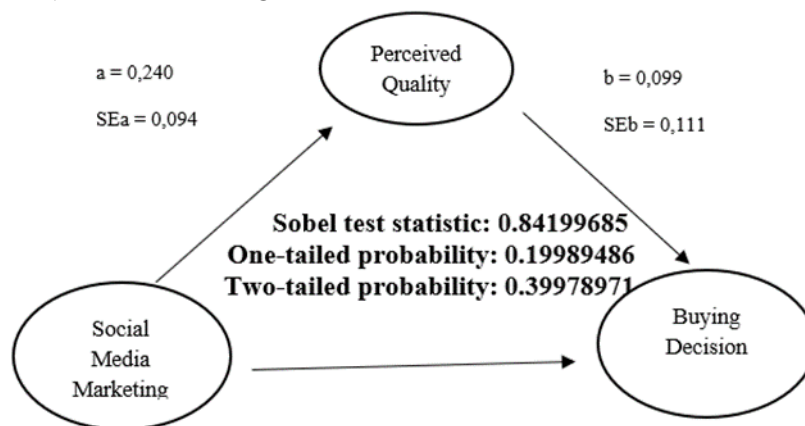 Perceived
Quality
a = 0,240
SEa = 0,094
b = 0,099
SEb = 0,111
Sobel test statistic: 0.84199685
One-tailed probability: 0.19989486
Two-tailed probability: 0.39978971
Social
Media
Marketing
Buying
Decision